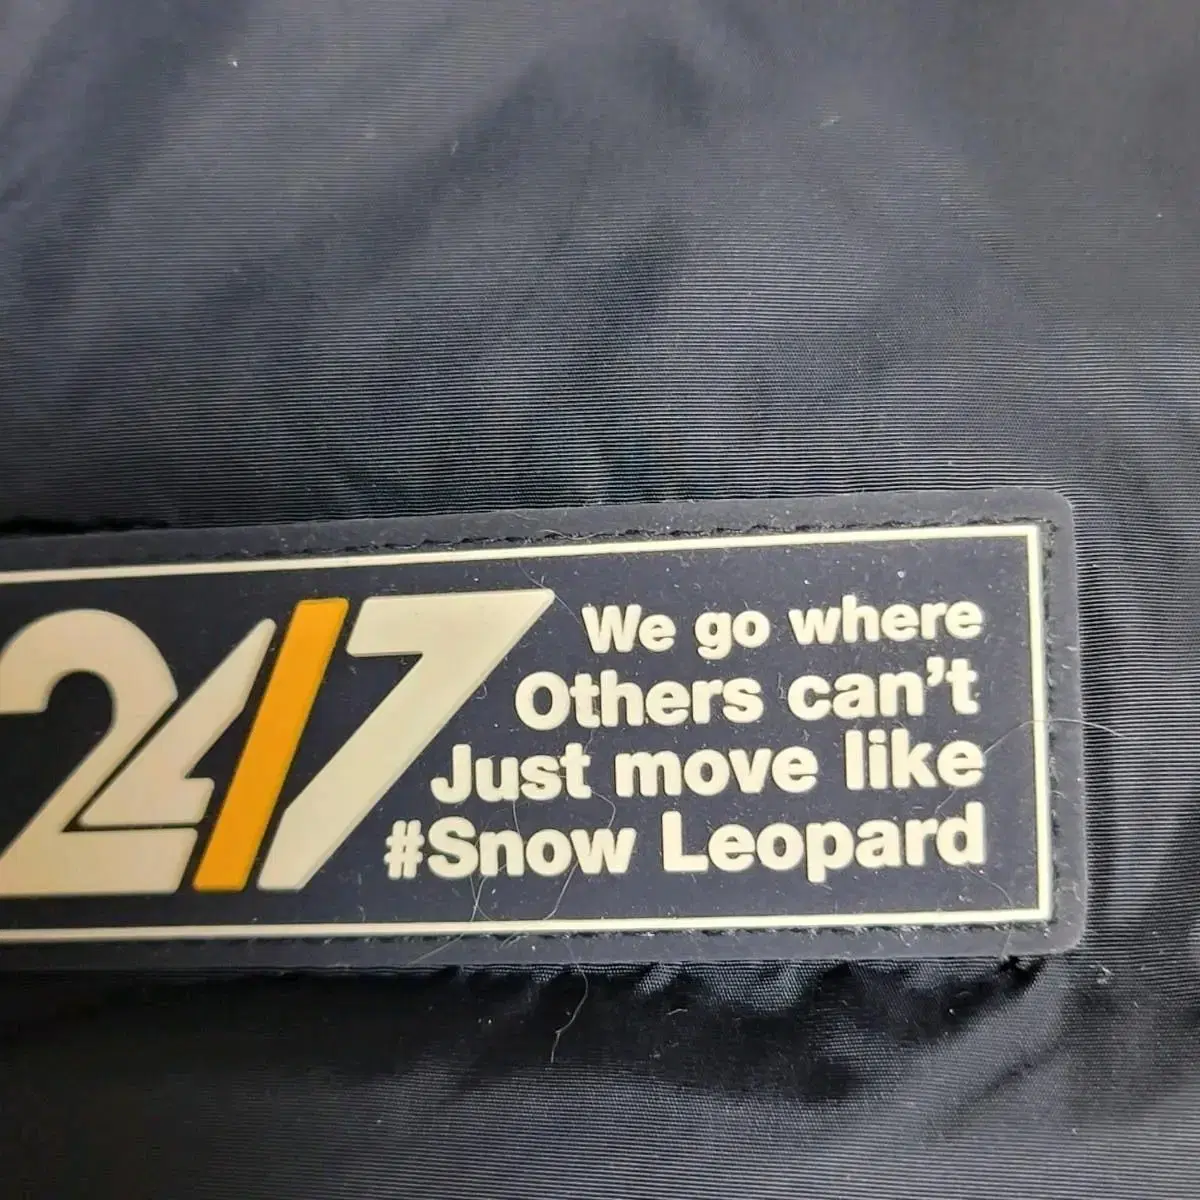 24/7
We go where
Others can't
Just move like
#Snow Leopard